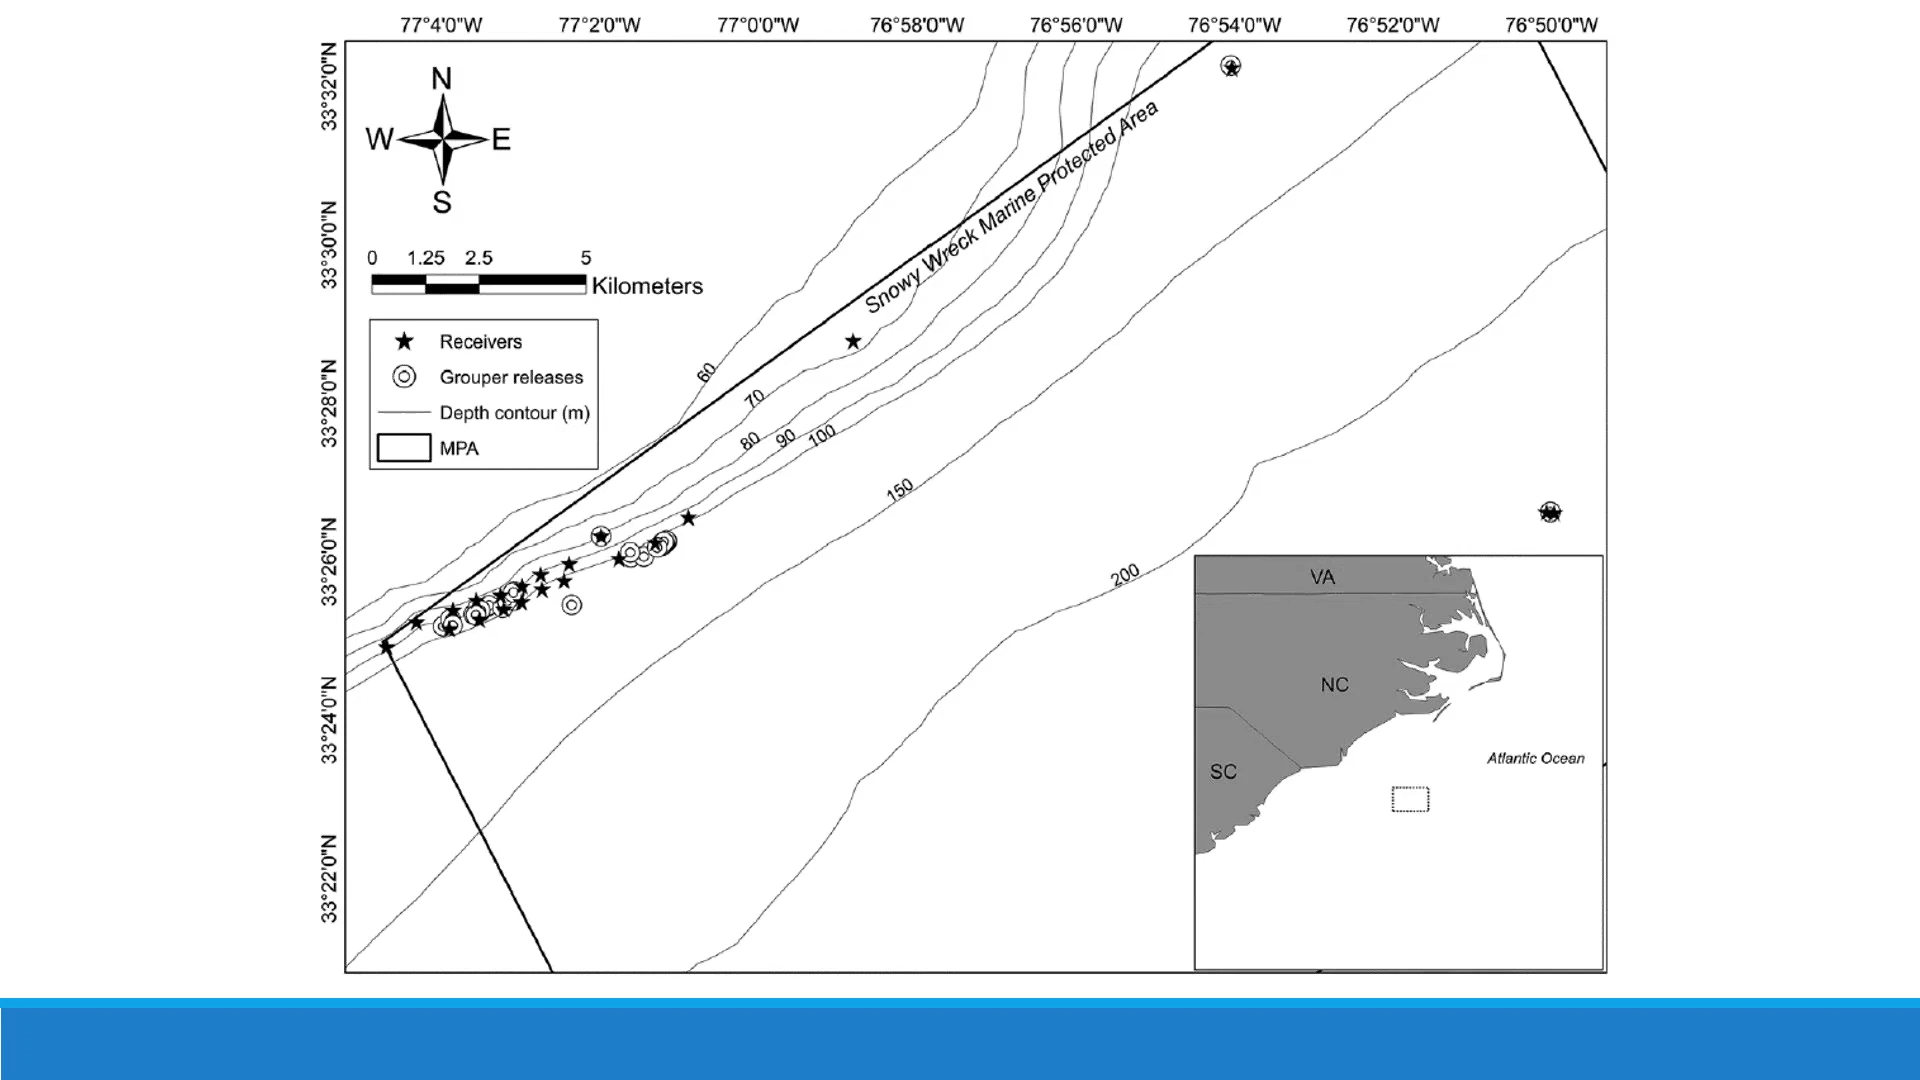 77°4'0"W 77°2'0"W 77°0'0"W 76°58'0"W 76°56'0"W 76°54'0"W 76°52'0"W 76°50'0"W
33°32'0"N
33°30'0"N
33°28'0"N
33°26'0"N
33°24'0"N
33°22'0"N
N
W E
S
0 1.25 2.5 5
Kilometers
Receivers
Grouper releases
Depth contour (m)
MPA
Snowy Wreck Marine Protected Area
60
70
80
90
100
150
200
VA
NC
SC
Atlantic Ocean